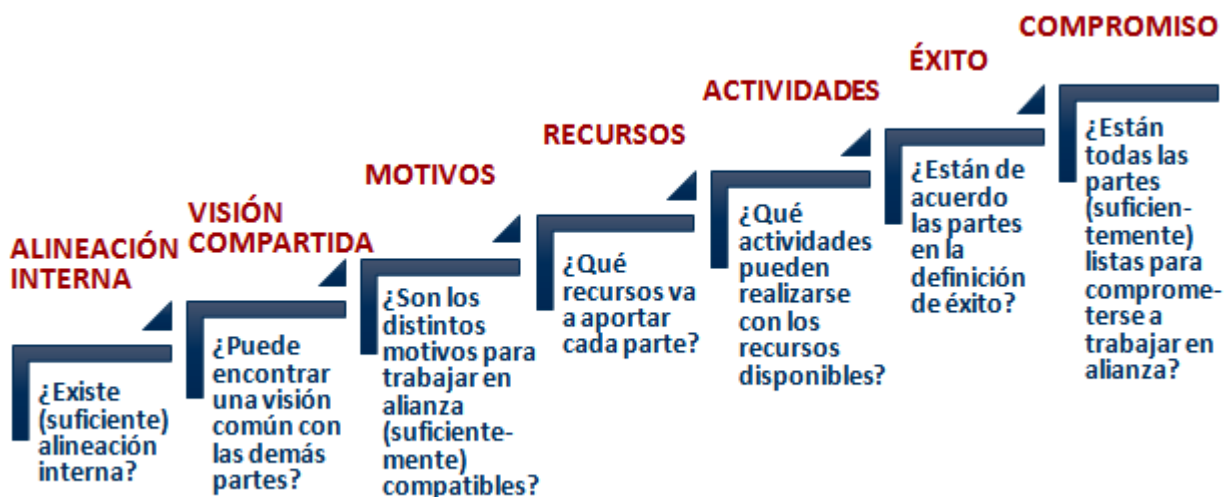 ALINEACIÓN
INTERNA
¿Existe
(suficiente)
alineación
interna?
VISIÓN
COMPARTIDA
¿Puede
encontrar
una visión
común con
las demás
partes?
MOTIVOS
¿Son los
distintos
motivos para
trabajar en
alianza
(suficiente-
mente)
compatibles?
RECURSOS
¿Qué
recursos va
a aportar
cada parte?
ACTIVIDADES
¿Qué
actividades
pueden
realizarse
con los
recursos
disponibles?
ÉXITO
¿Están de
acuerdo
las partes
en la
definición
de éxito?
COMPROMISO
¿Están
todas las
partes
(suficien-
temente)
listas para
comprome-
terse a
trabajar en
alianza?